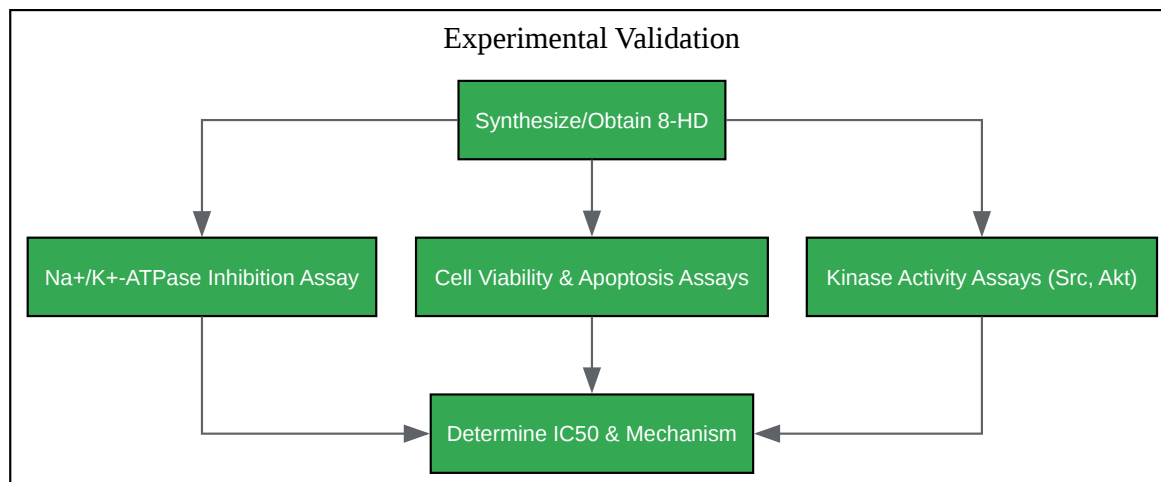 Experimental Validation
Synthesize/Obtain 8-HD
Na+/K+-ATPase Inhibition Assay
Cell Viability & Apoptosis Assays
Kinase Activity Assays (Src, Akt)
Determine IC50 & Mechanism